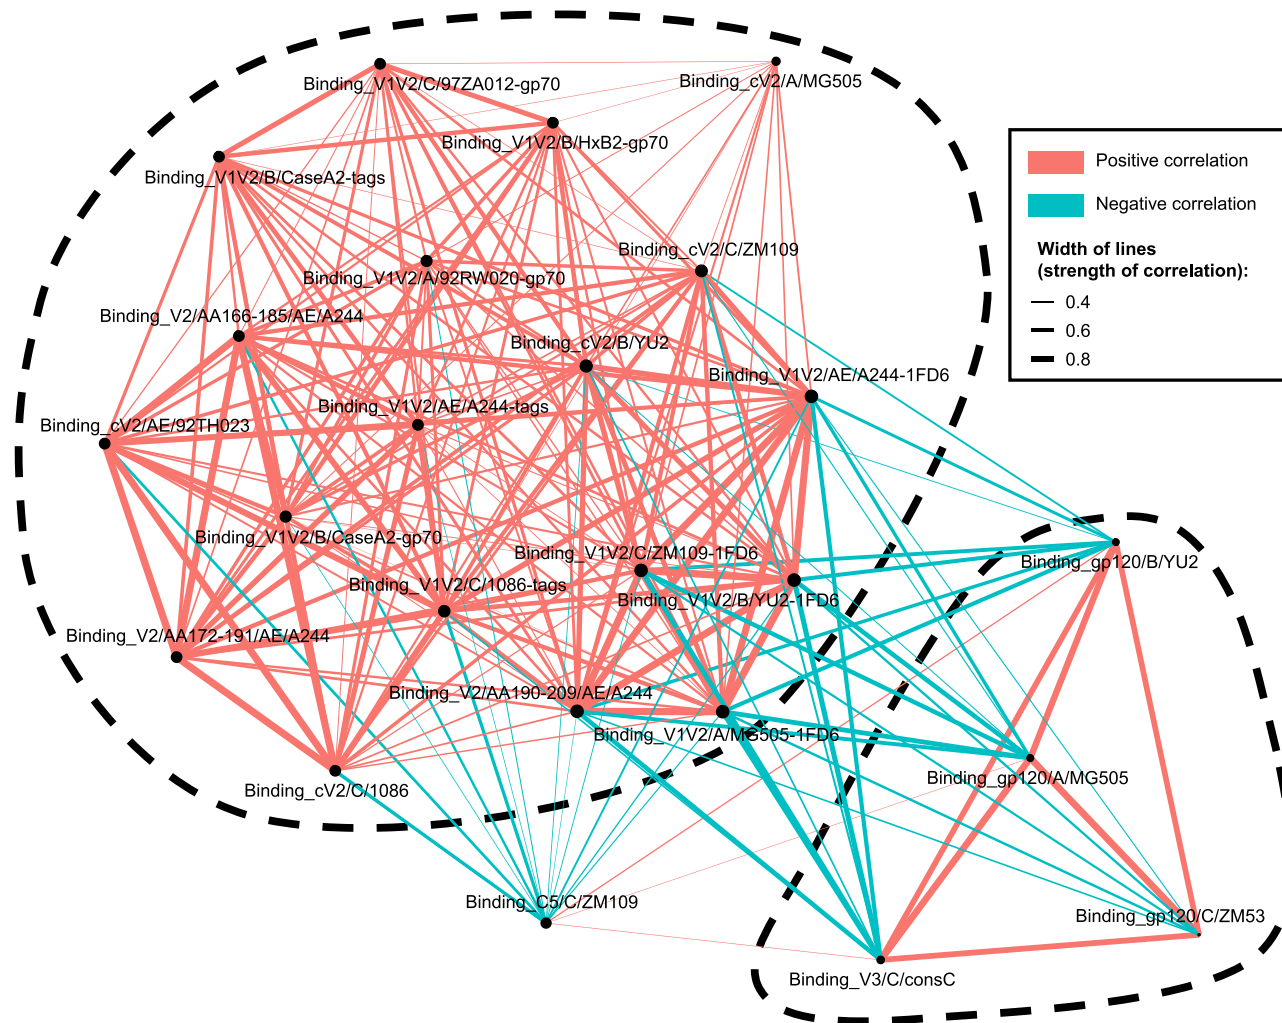 Binding_V1V2/C/97ZA012-gp70
Binding_cV2/A/MG505
Binding_V1V2/B/HxB2-gp70
Binding_V1V2/B/CaseA2-tags
Positive correlation
Negative correlation
Width of lines
(strength of correlation):
0.4
0.6
0.8
Binding_cV2/C/ZM109
Binding_V1V2/A/92RW020-gp70
Binding_V2/AA166-185/AE/A244
Binding_cV2/B/YU2
Binding_V1V2/AE/A244-1FD6
Binding_V1V2/AE/A244-tags
Binding_cV2/AE/92TH023
Binding_V1V2/B/CaseA2-gp70
Binding_V1V2/C/ZM109-1FD6
Binding_gp120/B/YU2
Binding_V1V2/C/1086-tags
Binding_V1V2/B/YU2-1FD6
Binding_V2/AA172-191/AE/A244
Binding_V2/AA190-209/AE/A244
Binding_V1V2/A/MG505-1FD6
Binding_gp120/A/MG505
Binding_cV2/C/1086
Binding_C5/C/ZM109
Binding_gp120/C/ZM53
Binding_V3/C/consC